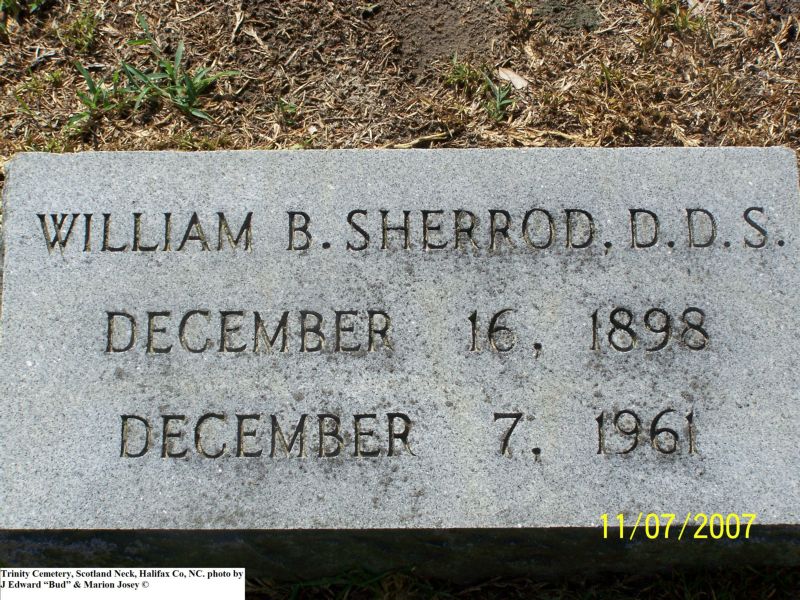 WILLIAM B. SHERROD, D.D.S.
DECEMBER 16, 1898
DECEMBER 7, 1961
11/07/2007
Trinity Cemetery, Scotland Neck, Halifax Co, NC. photo by
J Edward “Bud” & Marion Josey ©